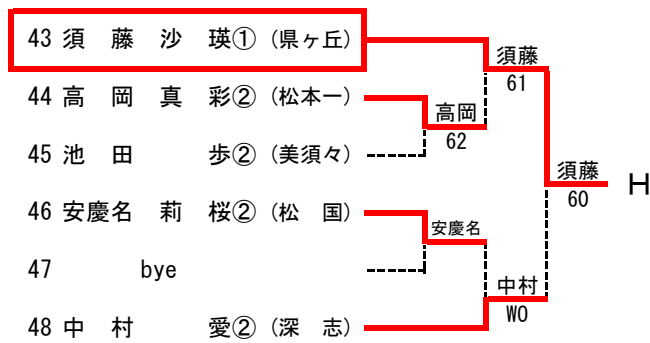 43 須 藤 沙 瑛① (県ヶ丘)
須藤
61
44 高 岡 真 彩② (松本一)
高岡
62
45 池 田 歩② (美須々)
須藤
60
H
46 安慶名 莉 桜② (松 国)
安慶名
47 bye
中村
WO
48 中 村 愛② (深 志)